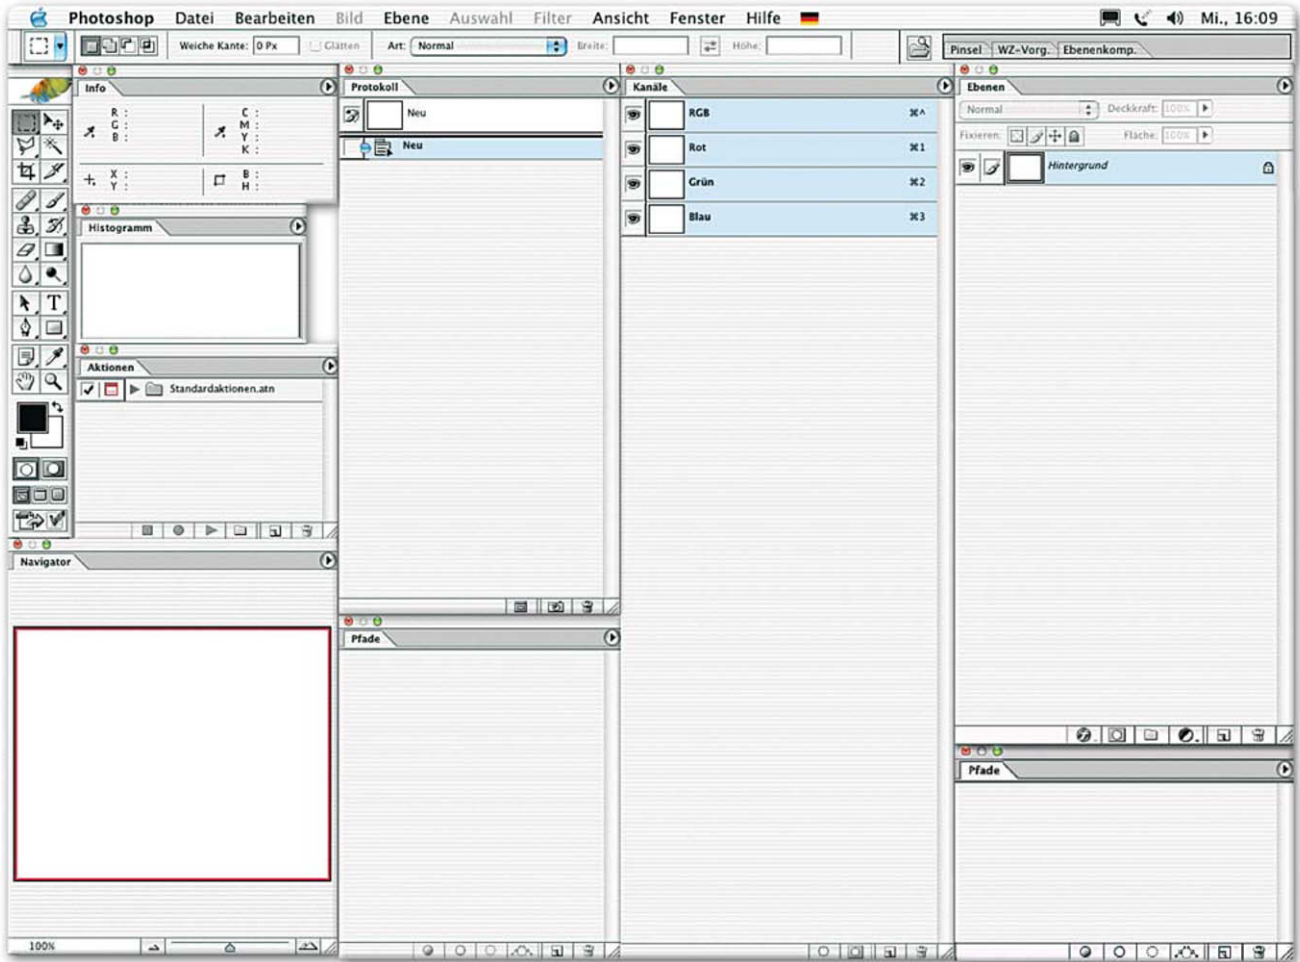 Photoshop Datei Bearbeiten Bild Ebene Auswahl Filter Ansicht Fenster Hilfe Mi., 16:09
Weiche Kante: 0 Px Glätten Art: Normal Breite: Höhe: Pinsel WZ-Vorg. Ebenenkomp.
Info
R :
G :
B :
C :
M :
Y :
K :
X :
Y :
B :
H :
Histogramm
Aktionen
Standardaktionen.atn
Navigator
100%
Protokoll
Neu
Neu
Pfade
Kanäle
RGB ⌘^
Rot ⌘1
Grün ⌘2
Blau ⌘3
Ebenen
Normal Deckkraft: 100%
Fixieren: Fläche: 100%
Hintergrund
Pfade